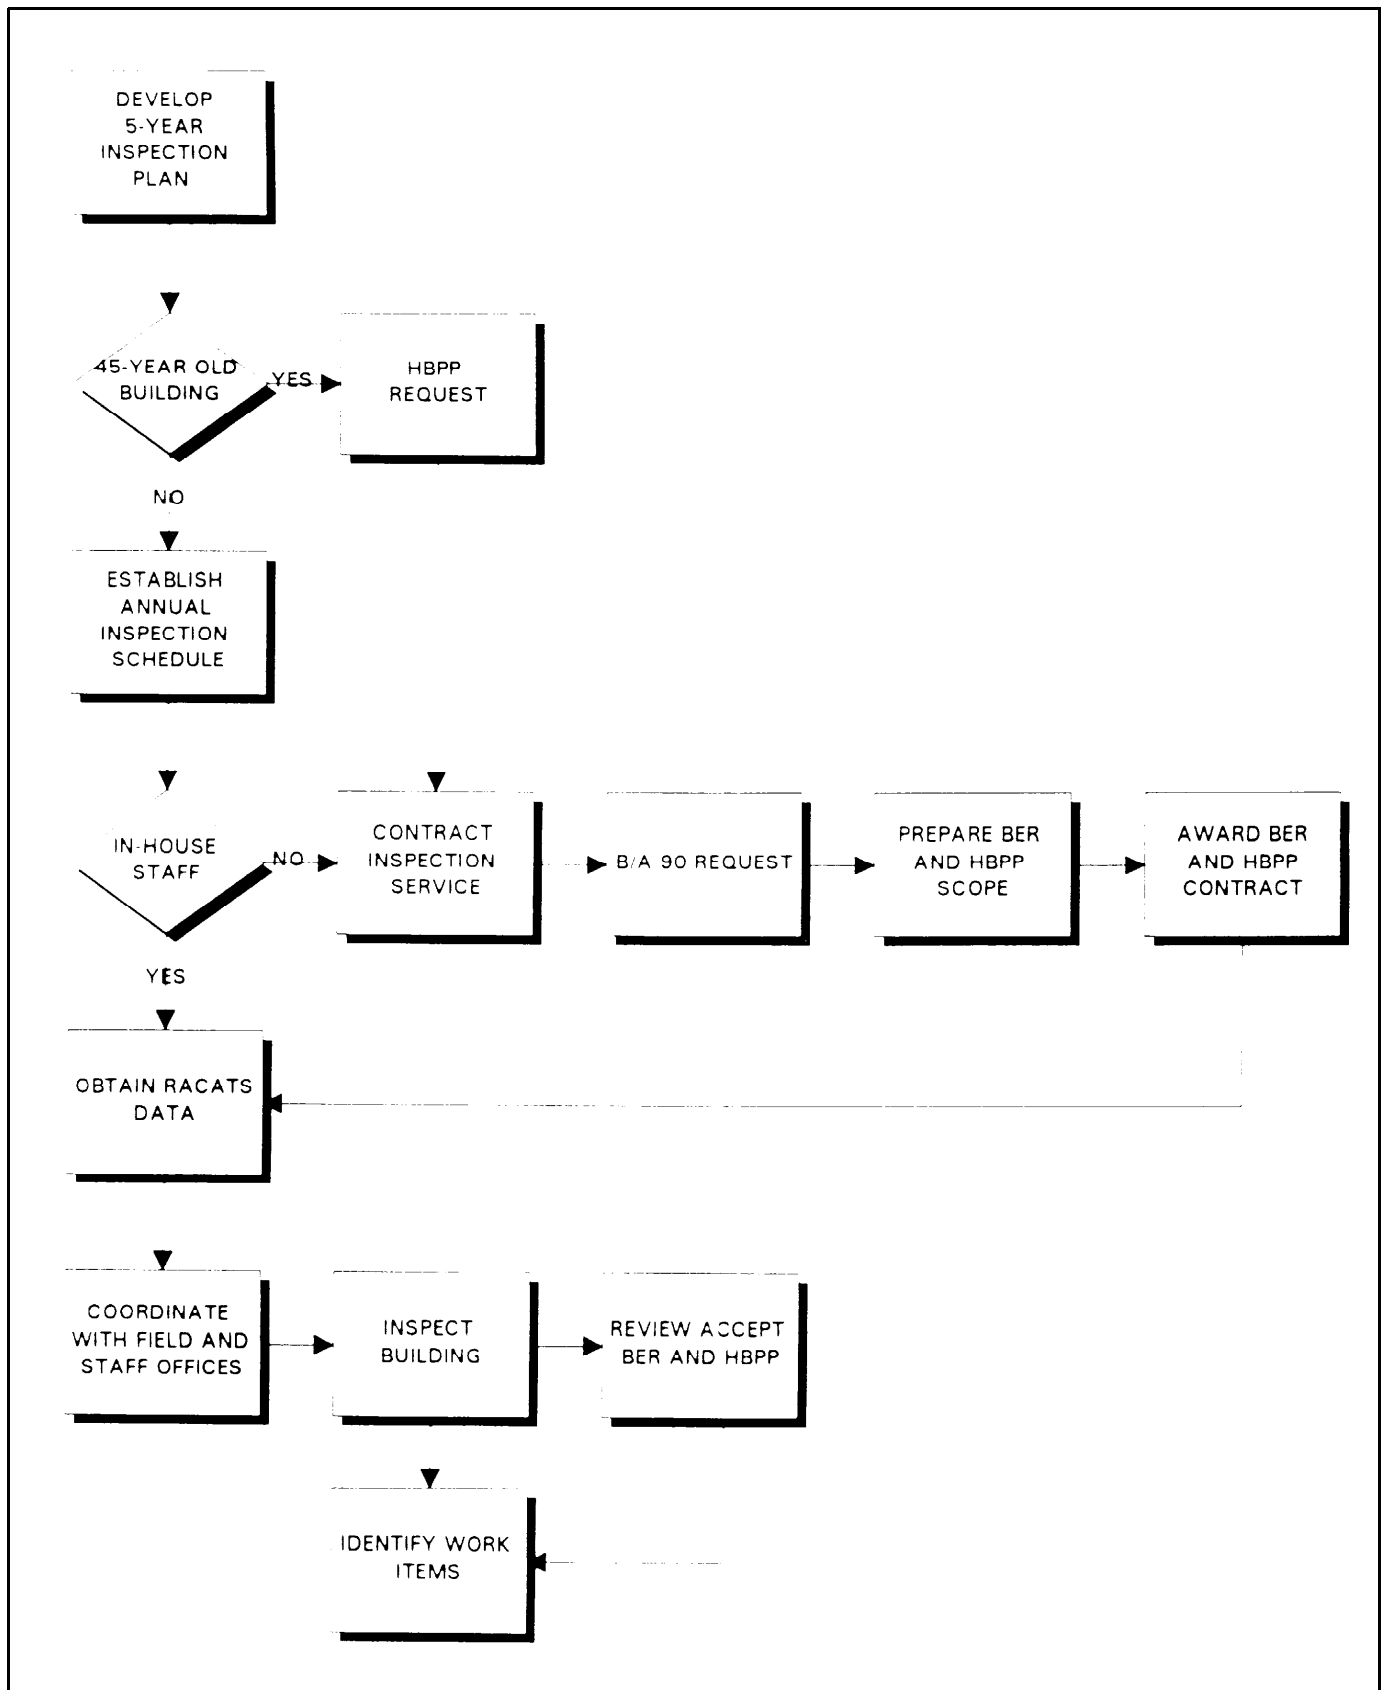 DEVELOP
5-YEAR
INSPECTION
PLAN
45-YEAR OLD
BUILDING
YES
HBPP
REQUEST
NO
ESTABLISH
ANNUAL
INSPECTION
SCHEDULE
IN-HOUSE
STAFF
NO
CONTRACT
INSPECTION
SERVICE
B/A 90 REQUEST
PREPARE BER
AND HBPP
SCOPE
AWARD BER
AND HBPP
CONTRACT
YES
OBTAIN RACATS
DATA
COORDINATE
WITH FIELD AND
STAFF OFFICES
INSPECT
BUILDING
REVIEW ACCEPT
BER AND HBPP
IDENTIFY WORK
ITEMS